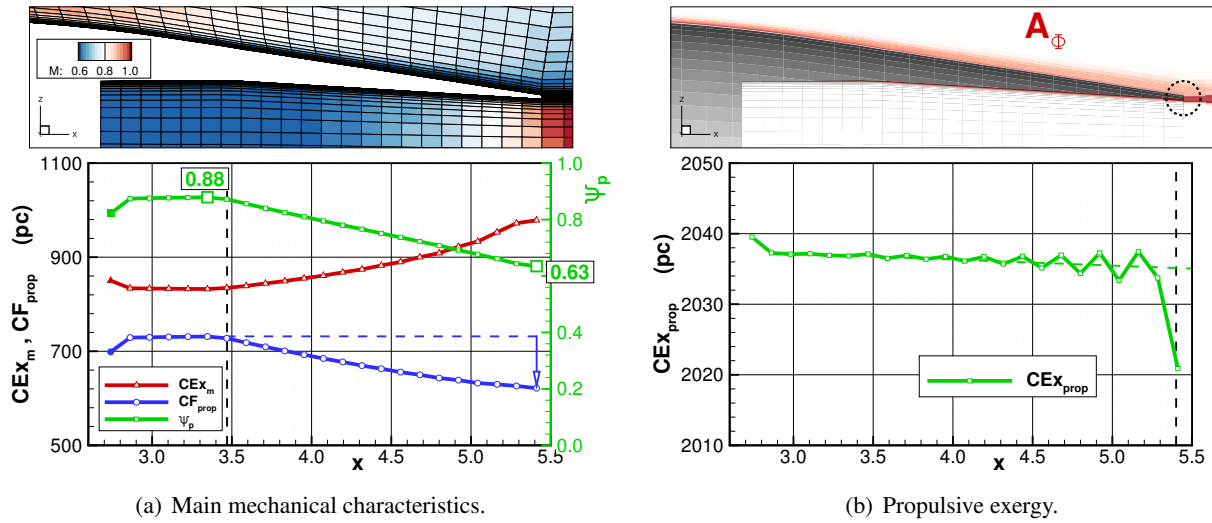 M: 0.6 0.8 1.0
z
x
1100
900
700
500
CEx_m , CF_prop (pc)
0.88
0.63
CEx_m
CF_prop
ψ_p
3.0 3.5 4.0 4.5 5.0 5.5
x
1.0
0.8
0.6
0.4
0.2
0.0
ψ_p
(a) Main mechanical characteristics.
A_Φ
z
x
2050
2040
2030
2020
2010
CEx_prop (pc)
CEx_prop
3.0 3.5 4.0 4.5 5.0 5.5
x
(b) Propulsive exergy.